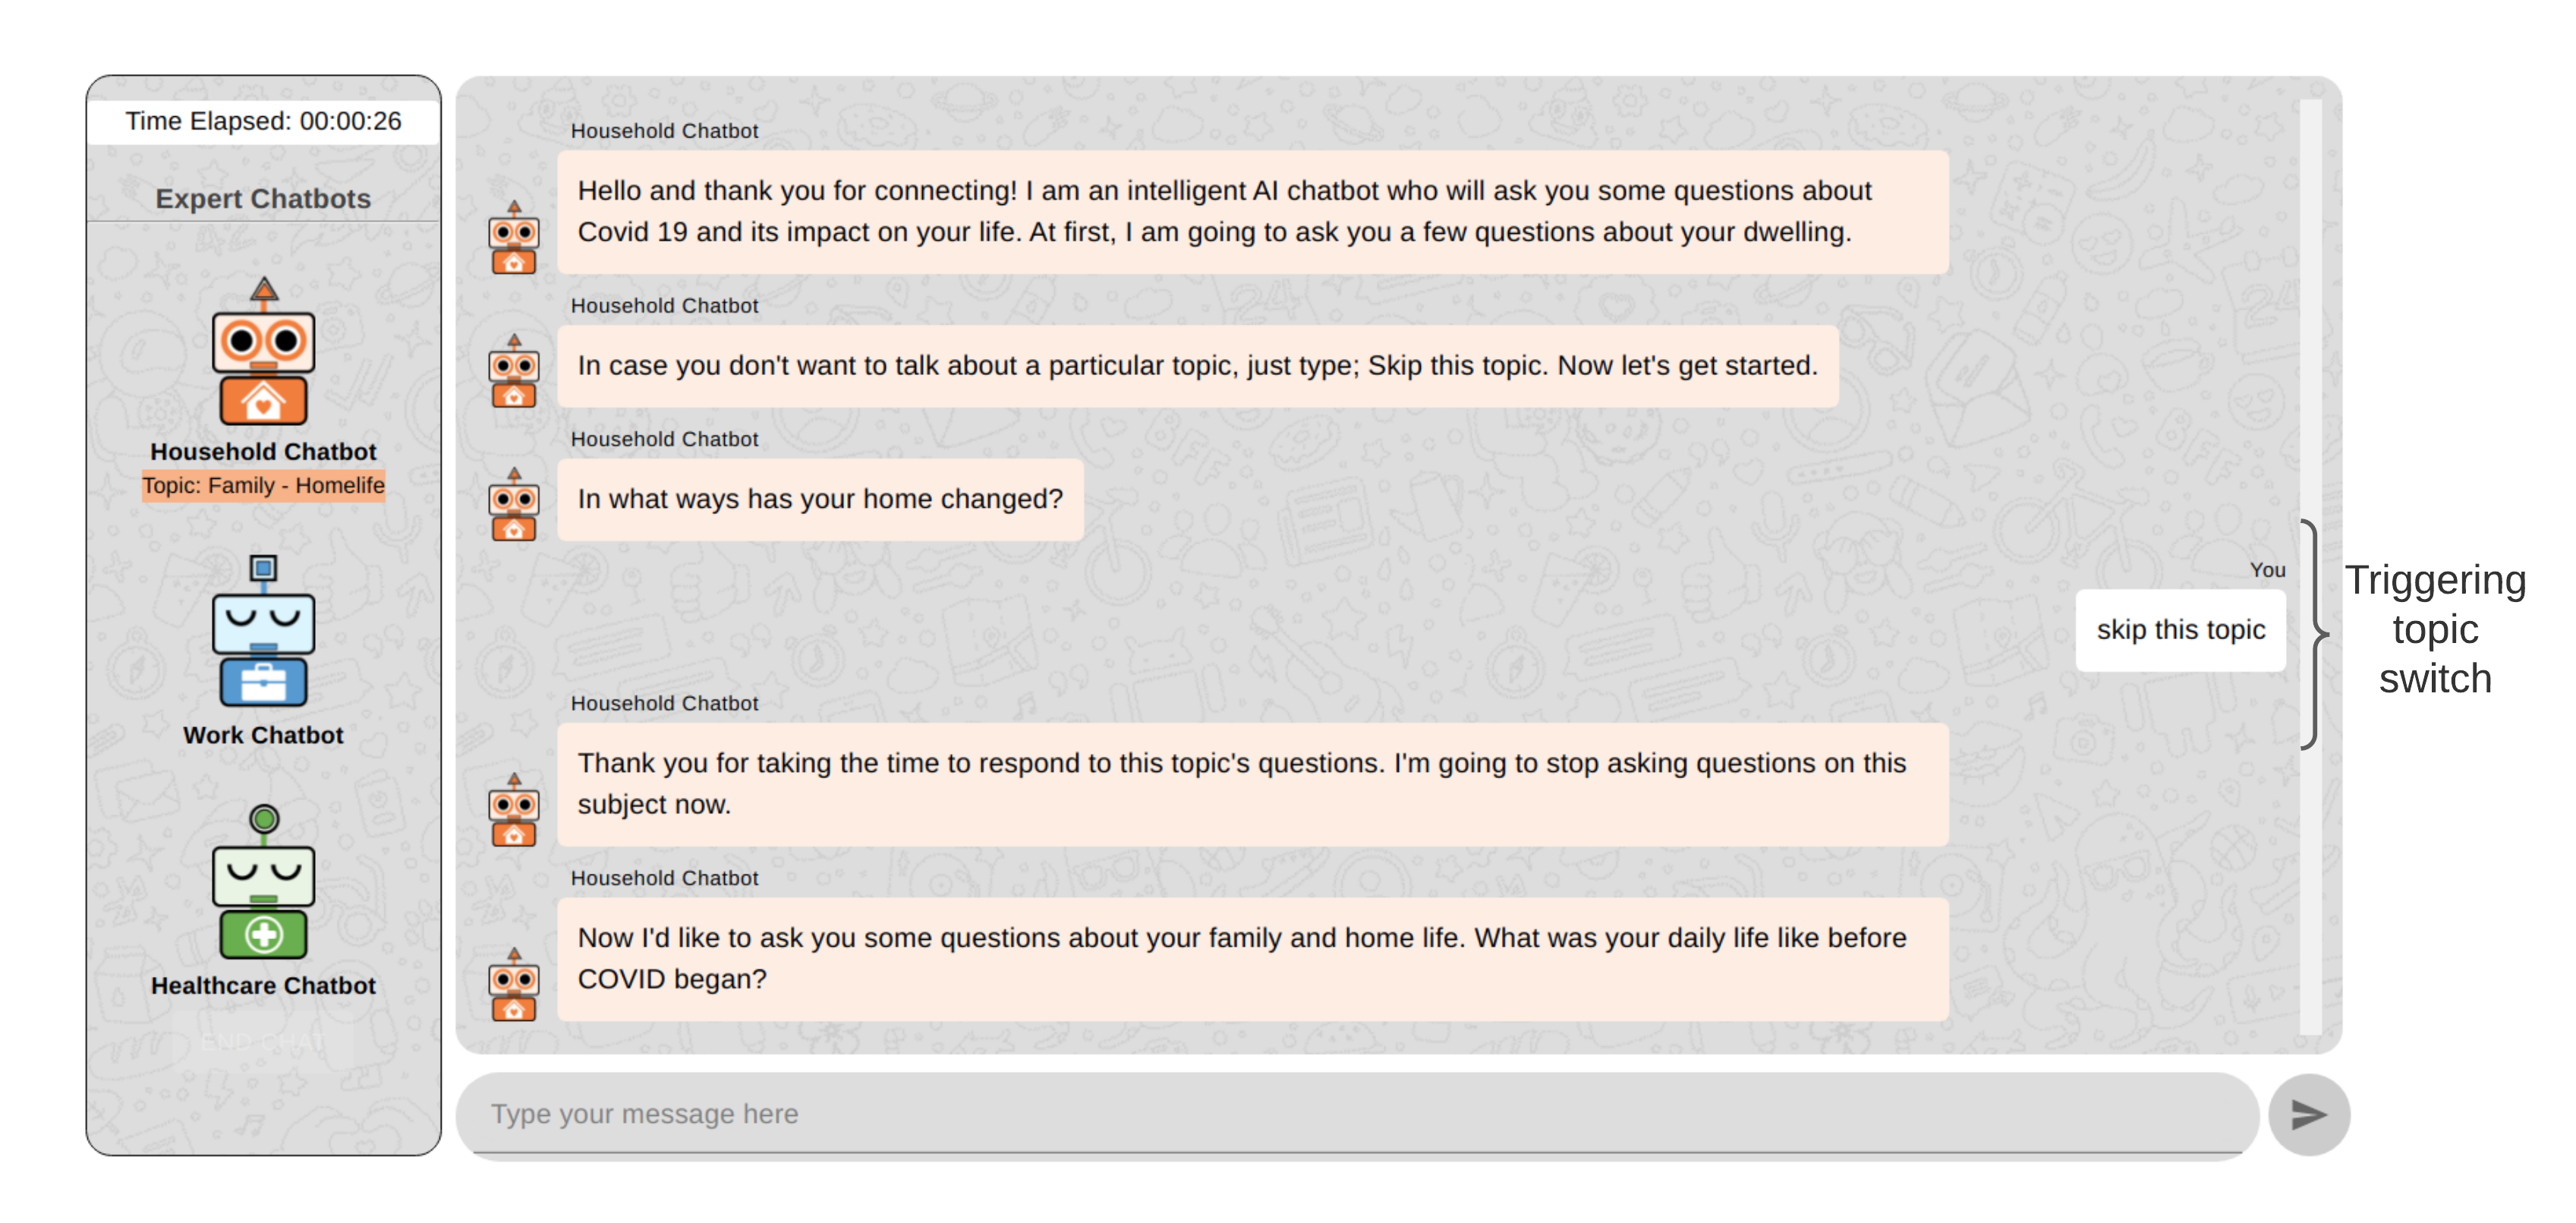 Time Elapsed: 00:00:26
Expert Chatbots
Household Chatbot
Topic: Family - Homelife
Work Chatbot
Healthcare Chatbot
END CHAT
Household Chatbot
Hello and thank you for connecting! I am an intelligent AI chatbot who will ask you some questions about
Covid 19 and its impact on your life. At first, I am going to ask you a few questions about your dwelling.
Household Chatbot
In case you don't want to talk about a particular topic, just type; Skip this topic. Now let's get started.
Household Chatbot
In what ways has your home changed?
You
skip this topic
Household Chatbot
Thank you for taking the time to respond to this topic's questions. I'm going to stop asking questions on this
subject now.
Household Chatbot
Now I'd like to ask you some questions about your family and home life. What was your daily life like before
COVID began?
Type your message here
Triggering
topic
switch